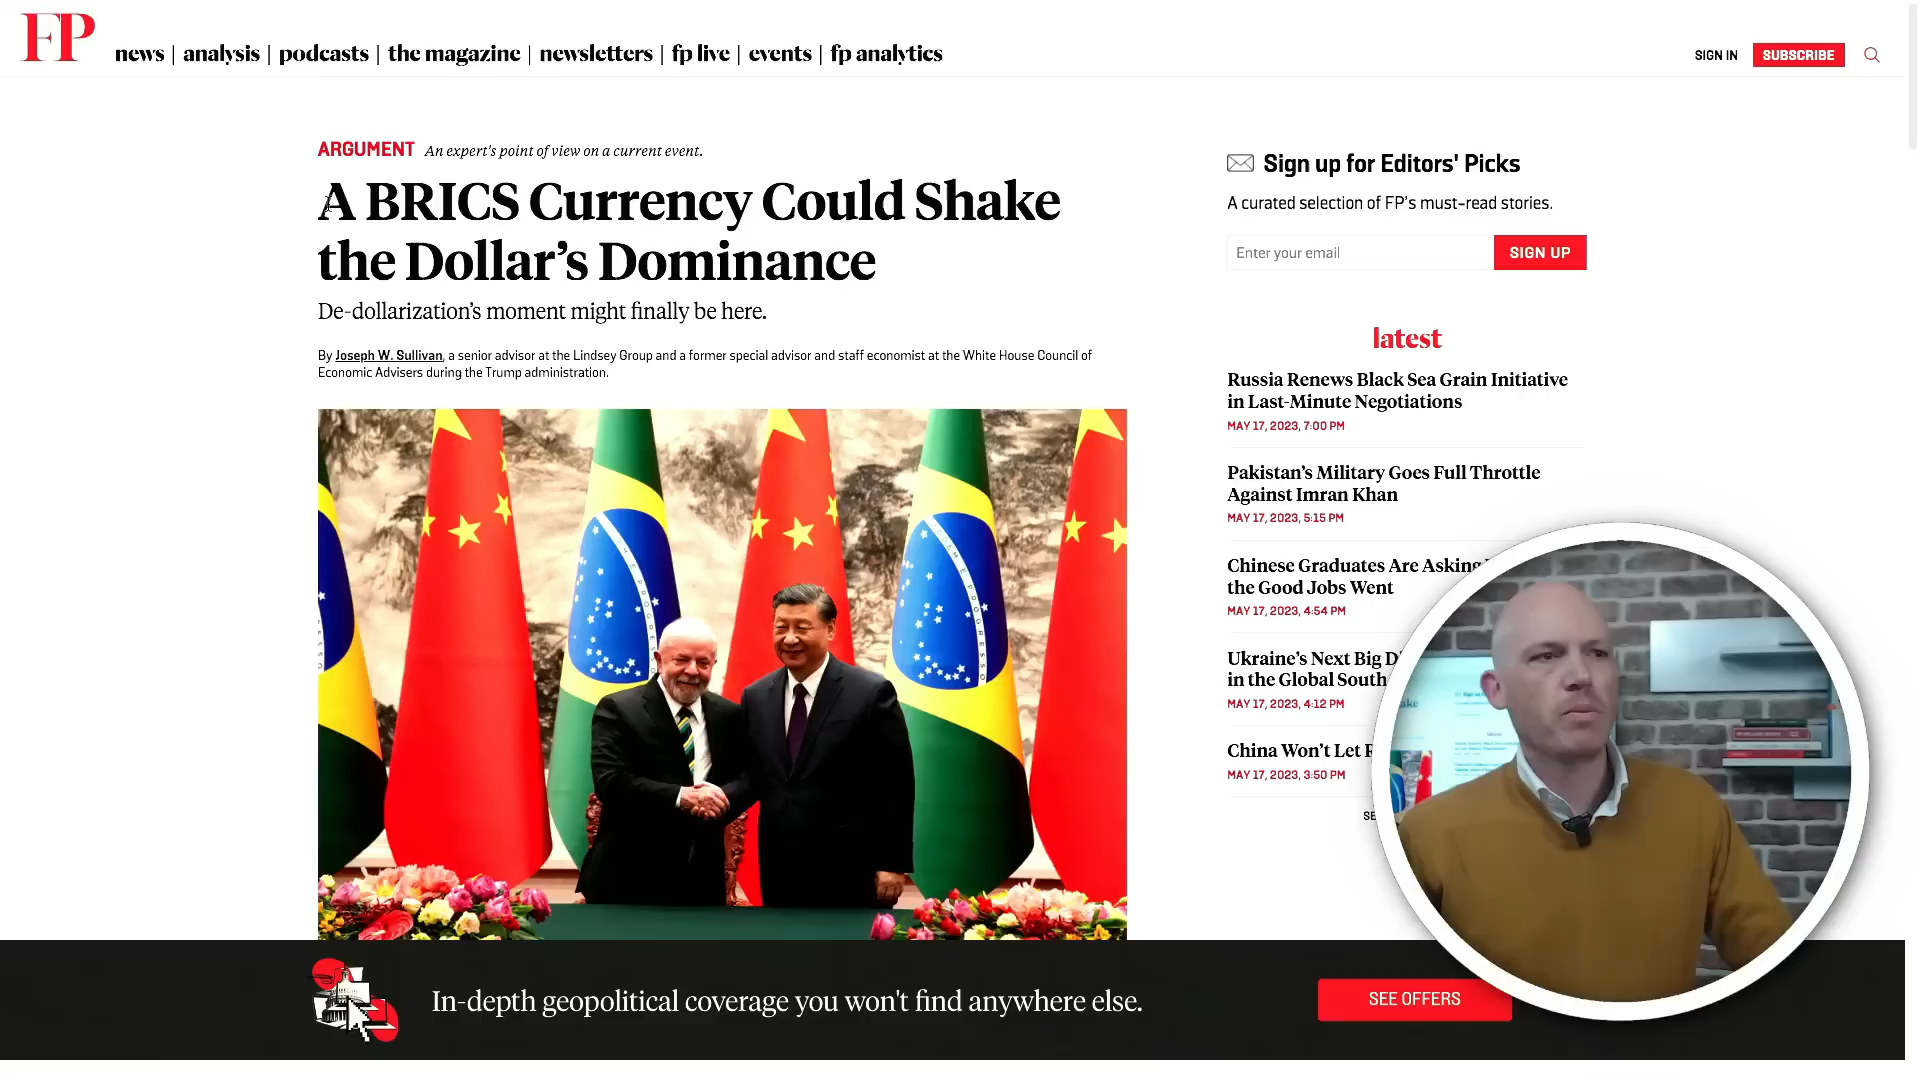 FP
news | analysis | podcasts | the magazine | newsletters | fp live | events | fp analytics
SIGN IN
SUBSCRIBE
ARGUMENT An expert's point of view on a current event.
A BRICS Currency Could Shake
the Dollar’s Dominance
De-dollarization’s moment might finally be here.
By Joseph W. Sullivan, a senior advisor at the Lindsey Group and a former special advisor and staff economist at the White House Council of
Economic Advisers during the Trump administration.
Sign up for Editors' Picks
A curated selection of FP’s must-read stories.
Enter your email
SIGN UP
latest
Russia Renews Black Sea Grain Initiative
in Last-Minute Negotiations
MAY 17, 2023, 7:00 PM
Pakistan’s Military Goes Full Throttle
Against Imran Khan
MAY 17, 2023, 5:15 PM
Chinese Graduates Are Asking
the Good Jobs Went
MAY 17, 2023, 4:54 PM
Ukraine’s Next Big
in the Global South
MAY 17, 2023, 4:12 PM
China Won’t Let
MAY 17, 2023, 3:50 PM
In-depth geopolitical coverage you won't find anywhere else.
SEE OFFERS